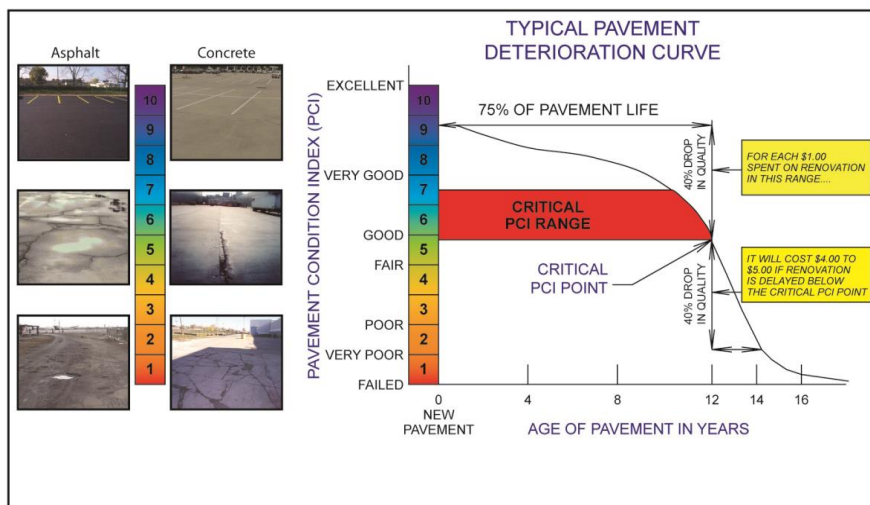 TYPICAL PAVEMENT
DETERIORATION CURVE
Asphalt
Concrete
10
9
8
7
6
5
4
3
2
1
PAVEMENT CONDITION INDEX (PCI)
EXCELLENT
VERY GOOD
GOOD
FAIR
POOR
VERY POOR
FAILED
10
9
8
7
6
5
4
3
2
1
75% OF PAVEMENT LIFE
CRITICAL
PCI RANGE
CRITICAL
PCI POINT
40% DROP
IN QUALITY
40% DROP
IN QUALITY
FOR EACH $1.00
SPENT ON RENOVATION
IN THIS RANGE....
IT WILL COST $4.00 TO
$5.00 IF RENOVATION
IS DELAYED BELOW
THE CRITICAL PCI POINT
0
4
8
12
14
16
NEW
PAVEMENT
AGE OF PAVEMENT IN YEARS